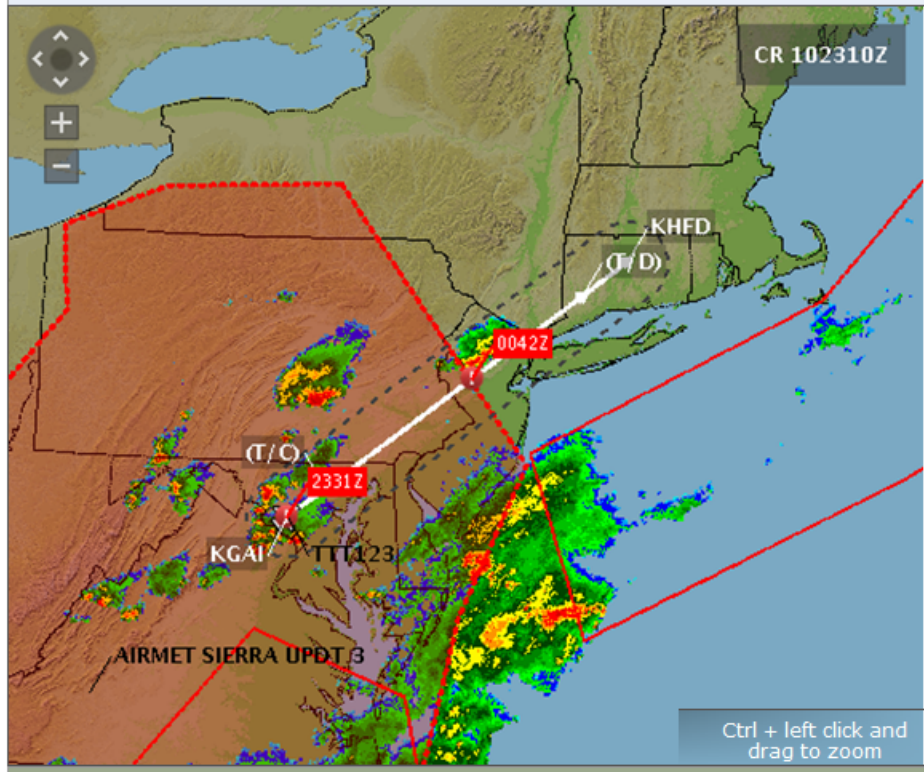 CR 102310Z
KHFD
(T/D)
0042Z
(T/C)
2331Z
KGAI
TTT123
AIRMET SIERRA UPDT 3
Ctrl + left click and
drag to zoom